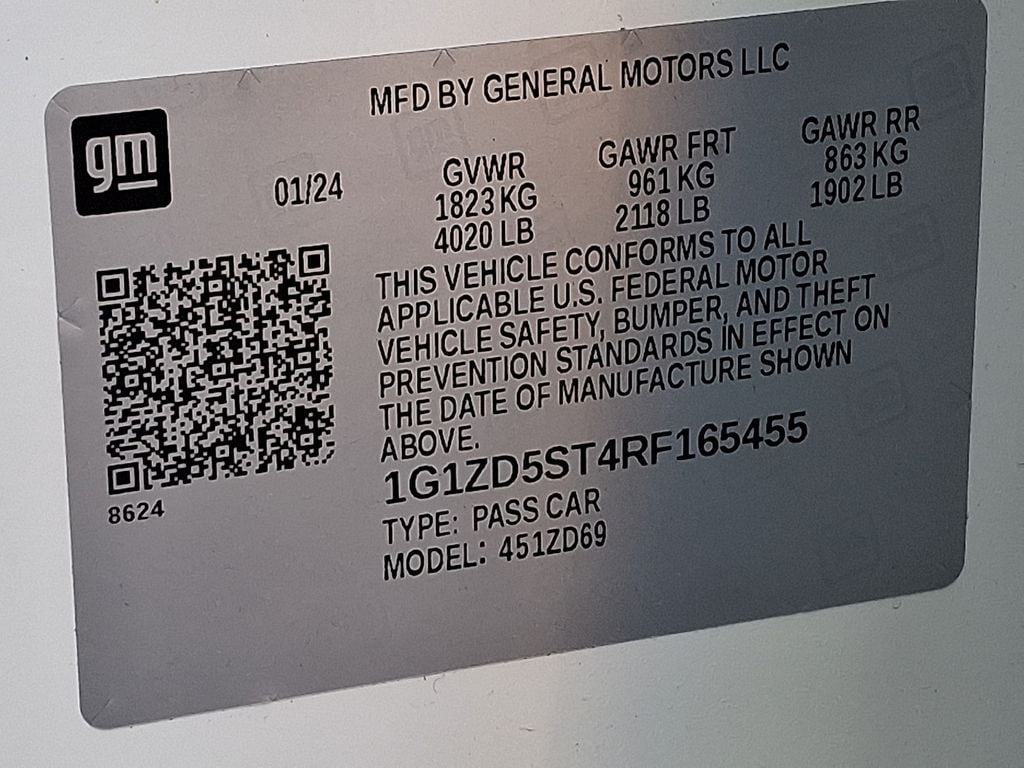 MFD BY GENERAL MOTORS LLC
gm
01/24
GVWR
1823 KG
4020 LB
GAWR FRT
961 KG
2118 LB
GAWR RR
863 KG
1902 LB
THIS VEHICLE CONFORMS TO ALL
APPLICABLE U.S. FEDERAL MOTOR
VEHICLE SAFETY, BUMPER, AND THEFT
PREVENTION STANDARDS IN EFFECT ON
THE DATE OF MANUFACTURE SHOWN
ABOVE.
1G1ZD5ST4RF165455
8624
TYPE: PASS CAR
MODEL: 451ZD69